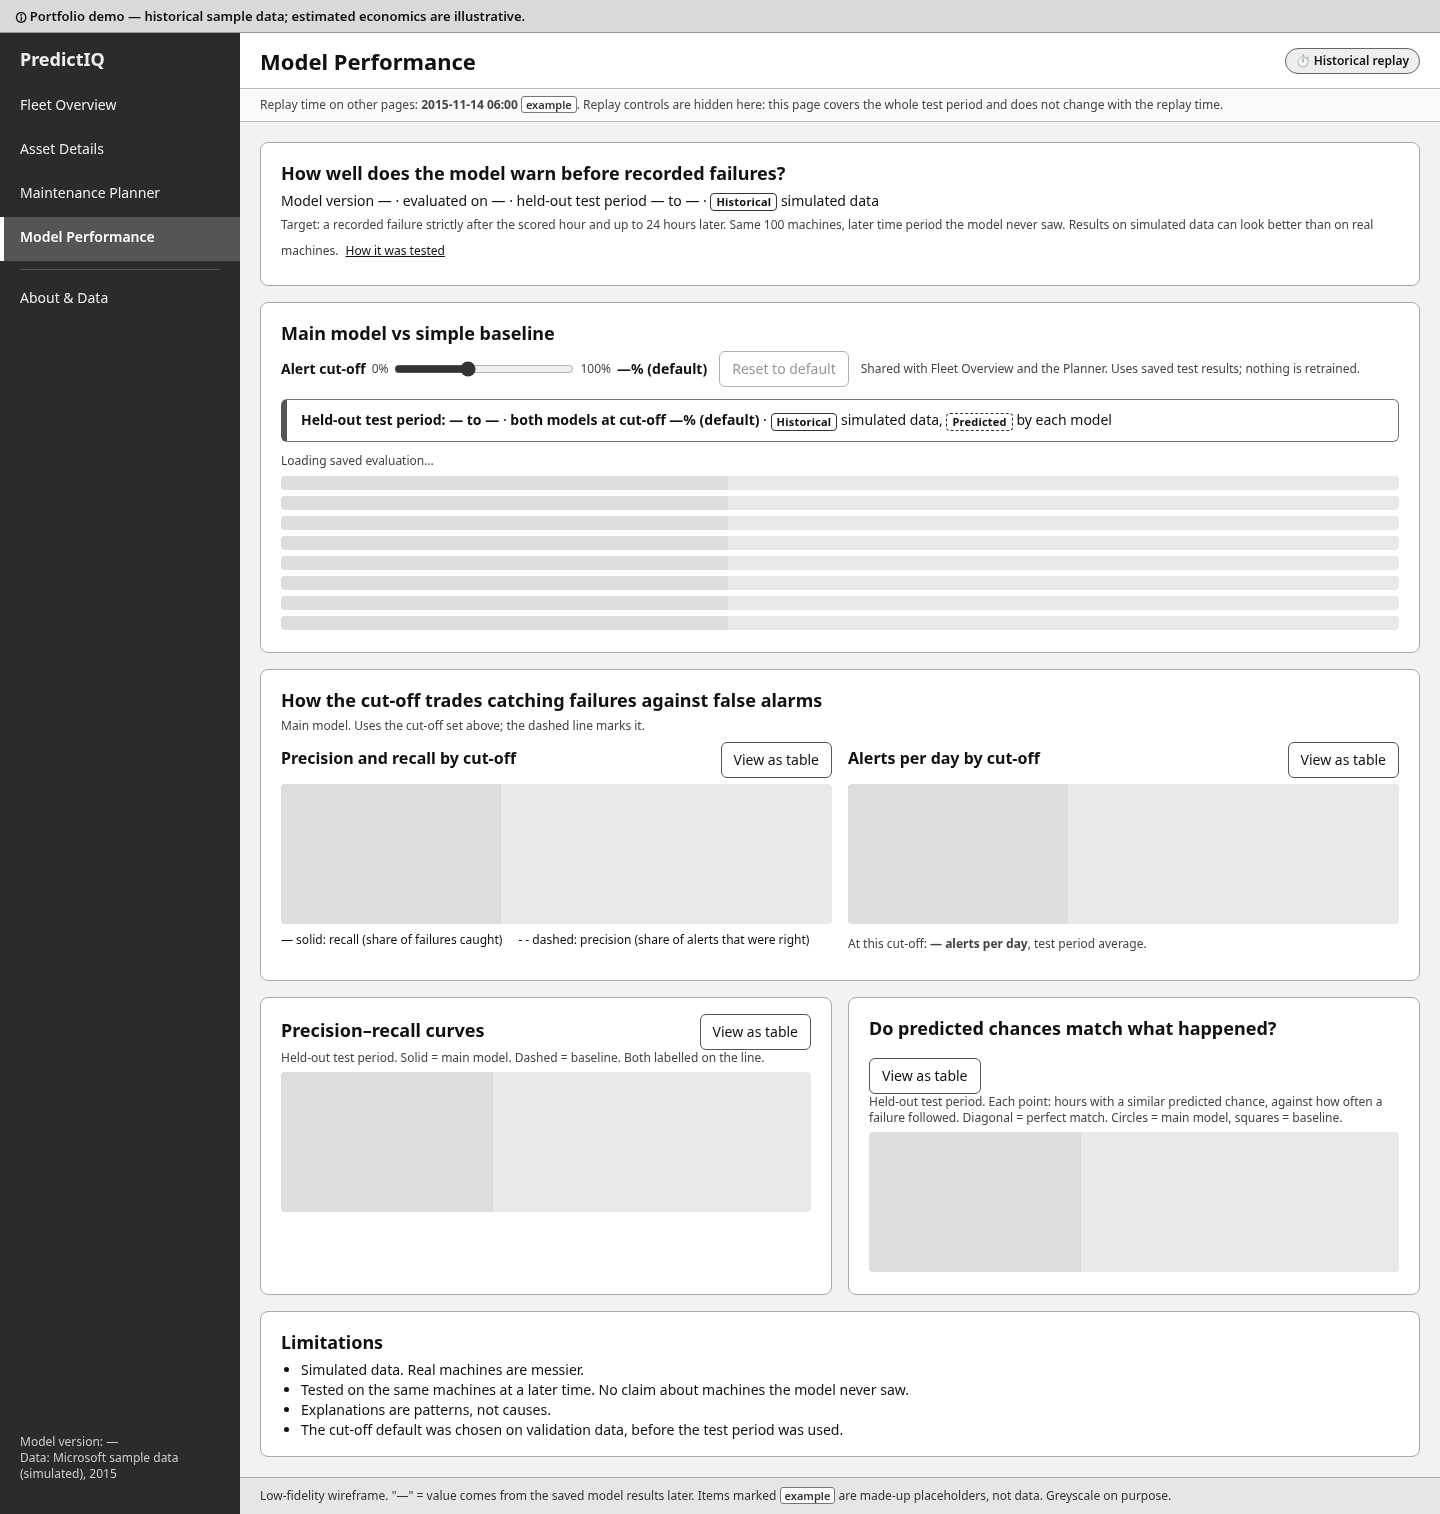 ⓘ Portfolio demo — historical sample data; estimated economics are illustrative.
PredictIQ
Fleet Overview
Asset Details
Maintenance Planner
Model Performance
About & Data
Model version: —
Data: Microsoft sample data
(simulated), 2015
Model Performance
⏱ Historical replay
Replay time on other pages: 2015-11-14 06:00 example. Replay controls are hidden here: this page covers the whole test period and does not change with the replay time.
How well does the model warn before recorded failures?
Model version — · evaluated on — · held-out test period — to — · Historical simulated data
Target: a recorded failure strictly after the scored hour and up to 24 hours later. Same 100 machines, later time period the model never saw. Results on simulated data can look better than on real
machines. How it was tested
Main model vs simple baseline
Alert cut-off 0% 100% —% (default) Reset to default Shared with Fleet Overview and the Planner. Uses saved test results; nothing is retrained.
Held-out test period: — to — · both models at cut-off —% (default) · Historical simulated data, Predicted by each model
Loading saved evaluation…
How the cut-off trades catching failures against false alarms
Main model. Uses the cut-off set above; the dashed line marks it.
Precision and recall by cut-off View as table
— solid: recall (share of failures caught) - - dashed: precision (share of alerts that were right)
Alerts per day by cut-off View as table
At this cut-off: — alerts per day, test period average.
Precision–recall curves View as table
Held-out test period. Solid = main model. Dashed = baseline. Both labelled on the line.
Do predicted chances match what happened?
View as table
Held-out test period. Each point: hours with a similar predicted chance, against how often a
failure followed. Diagonal = perfect match. Circles = main model, squares = baseline.
Limitations
• Simulated data. Real machines are messier.
• Tested on the same machines at a later time. No claim about machines the model never saw.
• Explanations are patterns, not causes.
• The cut-off default was chosen on validation data, before the test period was used.
Low-fidelity wireframe. "—" = value comes from the saved model results later. Items marked example are made-up placeholders, not data. Greyscale on purpose.